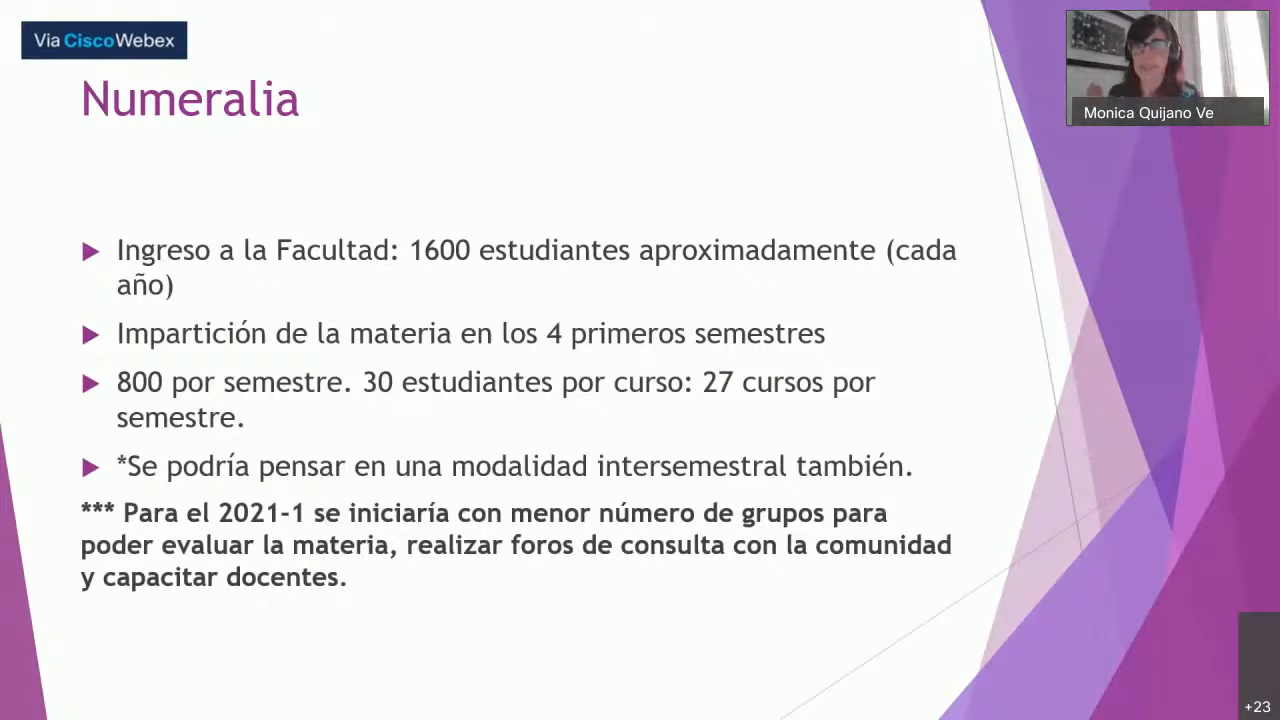 Via CiscoWebex
Numeralia
Monica Quijano Ve
Ingreso a la Facultad: 1600 estudiantes aproximadamente (cada
año)
Impartición de la materia en los 4 primeros semestres
800 por semestre. 30 estudiantes por curso: 27 cursos por
semestre.
*Se podría pensar en una modalidad intersemestral también.
*** Para el 2021-1 se iniciaría con menor número de grupos para
poder evaluar la materia, realizar foros de consulta con la comunidad
y capacitar docentes.
+23